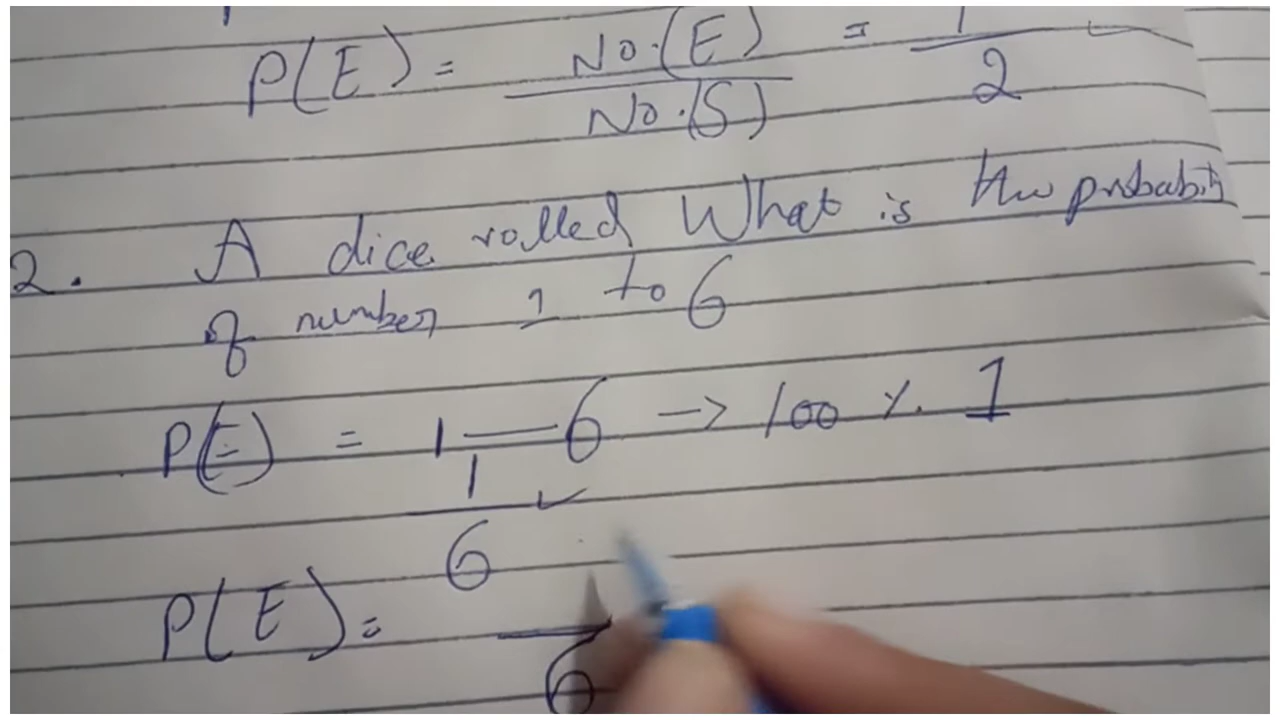 P(E) = No.(E) / No.(S) = 1 / 2
2. A dice rolled What is the probabiti
of number 1 to 6
P(E) = 1 — 6 → 100 %. 1
1 / 6
P(E) = / 6